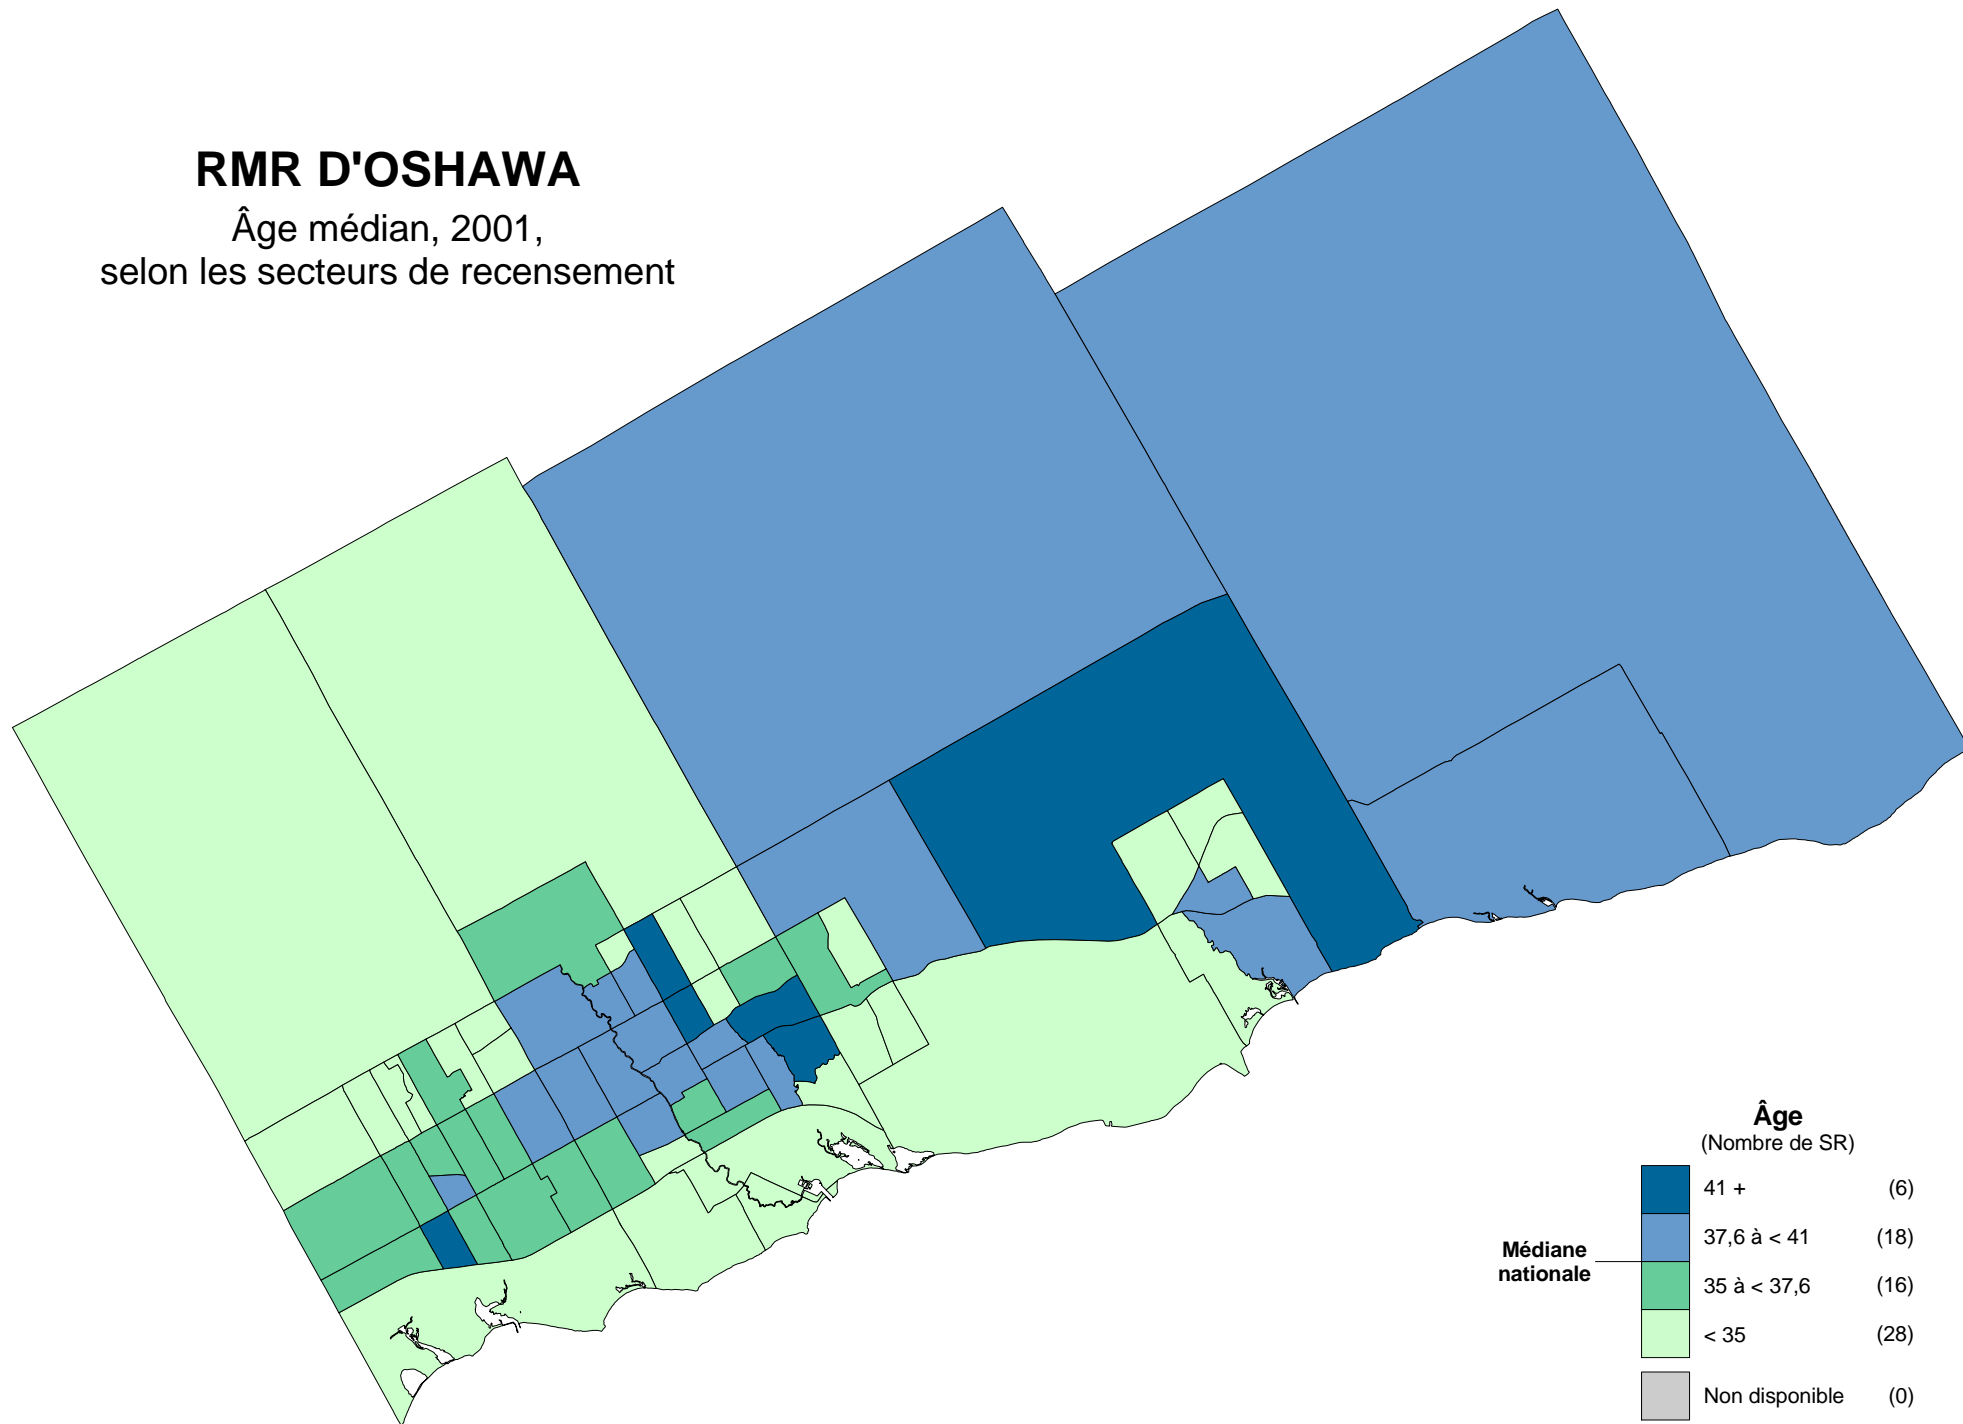 RMR D'OSHAWA
Âge médian, 2001,
selon les secteurs de recensement
Âge
(Nombre de SR)
41 + (6)
37,6 à < 41 (18)
Médiane
nationale
35 à < 37,6 (16)
< 35 (28)
Non disponible (0)